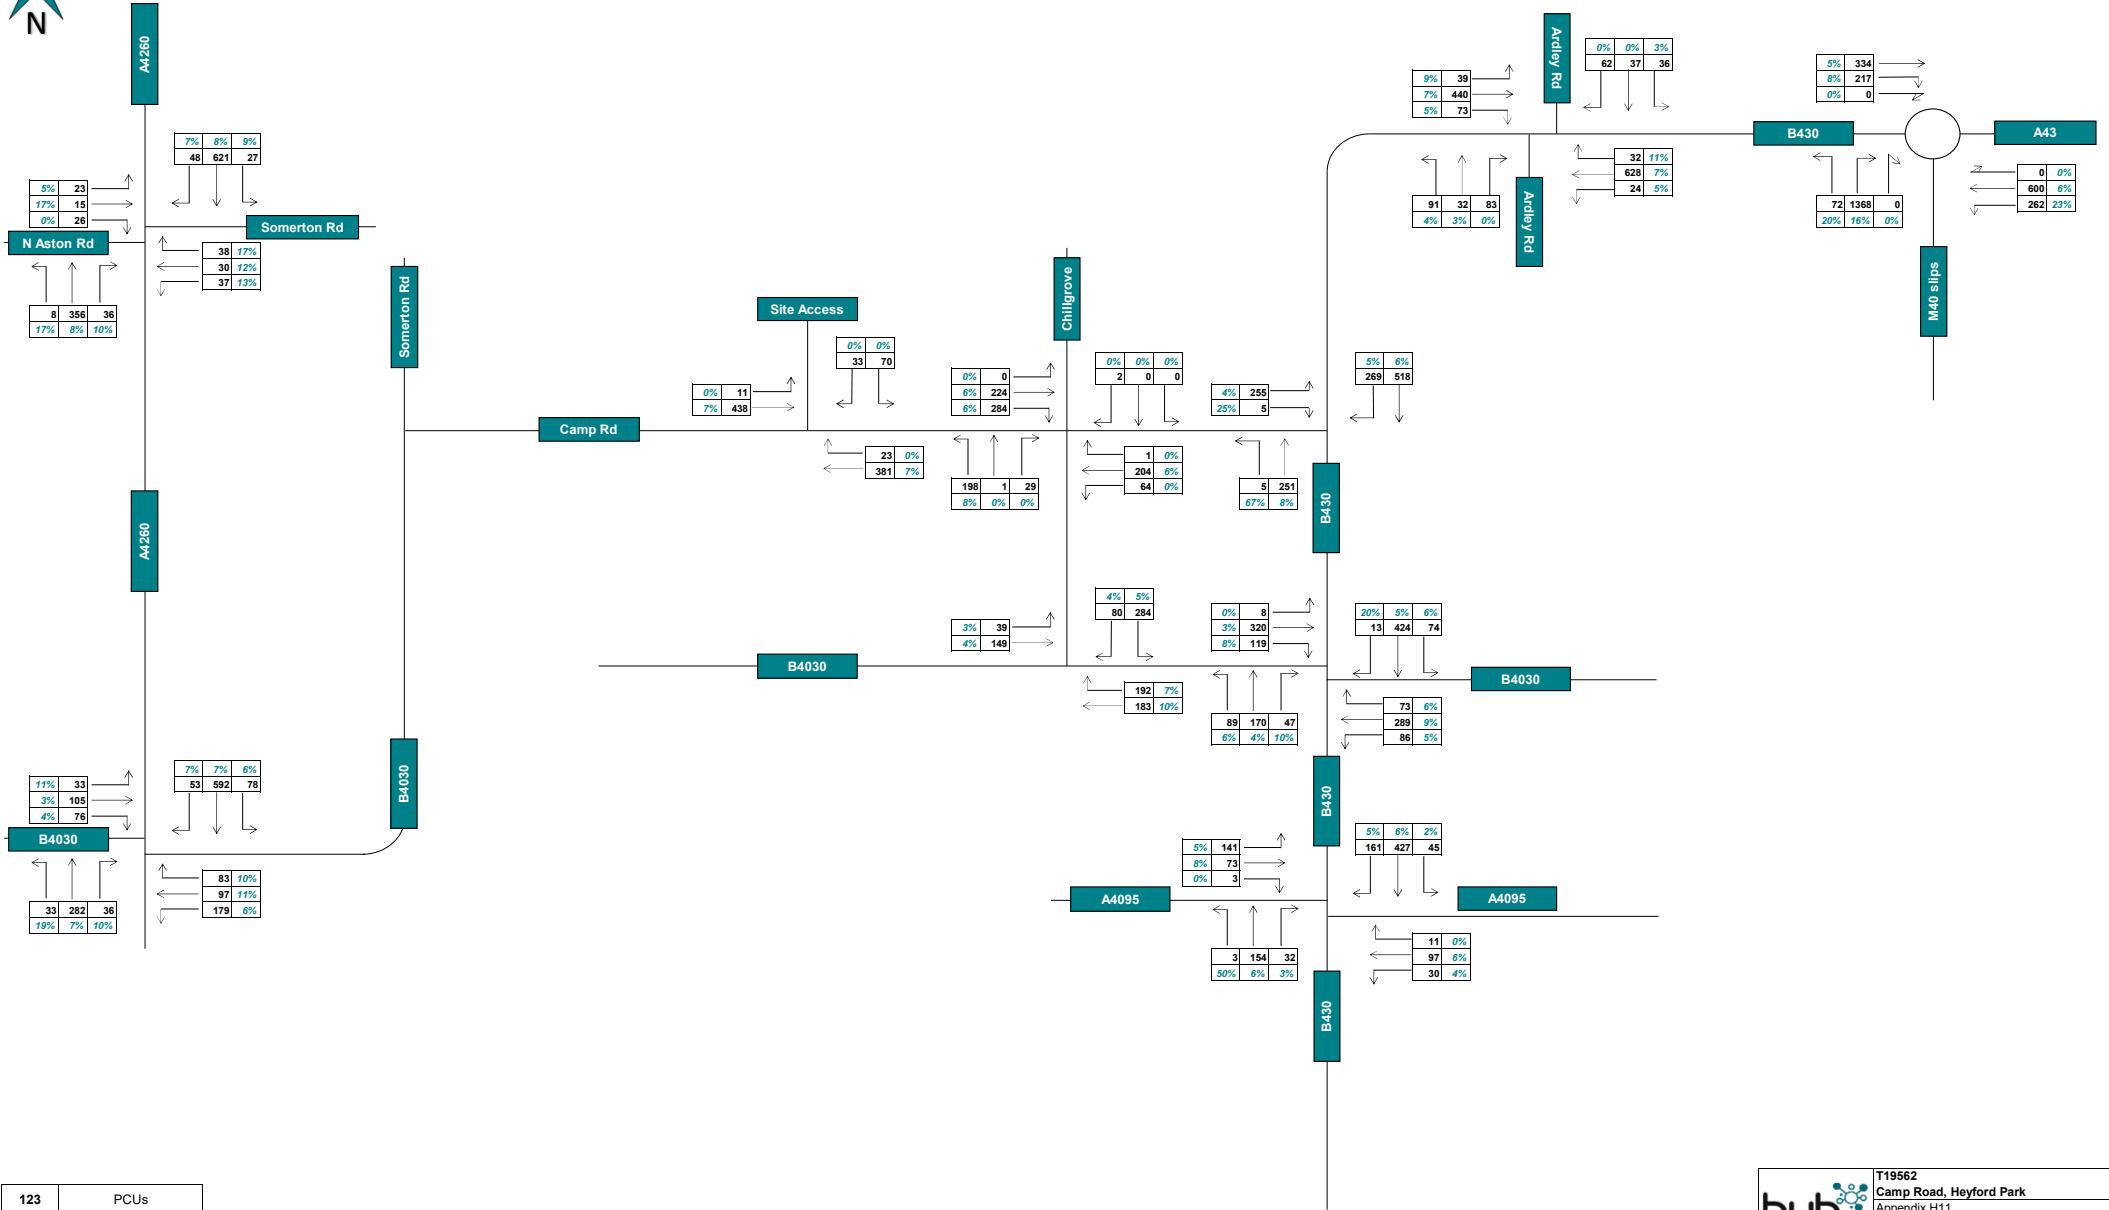 N
A4260
7% 8% 9%
48 621 27
5% 23
17% 15
0% 26
N Aston Rd
Somerton Rd
38 17%
30 12%
37 13%
8 356 36
17% 8% 10%
Somerton Rd
A4260
B4030
7% 7% 6%
53 592 78
11% 33
3% 105
4% 76
B4030
83 10%
97 11%
179 6%
33 282 36
19% 7% 10%
Site Access
0% 0%
33 70
0% 11
7% 438
Camp Rd
23 0%
381 7%
Chillgrove
0% 0
6% 224
6% 284
0% 0% 0%
2 0 0
198 1 29
8% 0% 0%
1 0%
204 6%
64 0%
4% 255
25% 5
5% 6%
269 518
5 251
67% 8%
B430
4% 5%
80 284
3% 39
4% 149
B4030
192 7%
183 10%
0% 8
3% 320
8% 119
20% 5% 6%
13 424 74
B4030
89 170 47
6% 4% 10%
73 6%
289 9%
86 5%
B430
5% 141
8% 73
0% 3
5% 6% 2%
161 427 45
A4095
A4095
3 154 32
50% 6% 3%
11 0%
97 6%
30 4%
B430
Ardley Rd
0% 0% 3%
62 37 36
9% 39
7% 440
5% 73
91 32 83
4% 3% 0%
Ardley Rd
32 11%
628 7%
24 5%
5% 334
8% 217
0% 0
B430
A43
72 1368 0
20% 16% 0%
0 0%
600 6%
262 23%
M40 slips
123 PCUs
T19562
hub
Camp Road, Heyford Park
Appendix H11